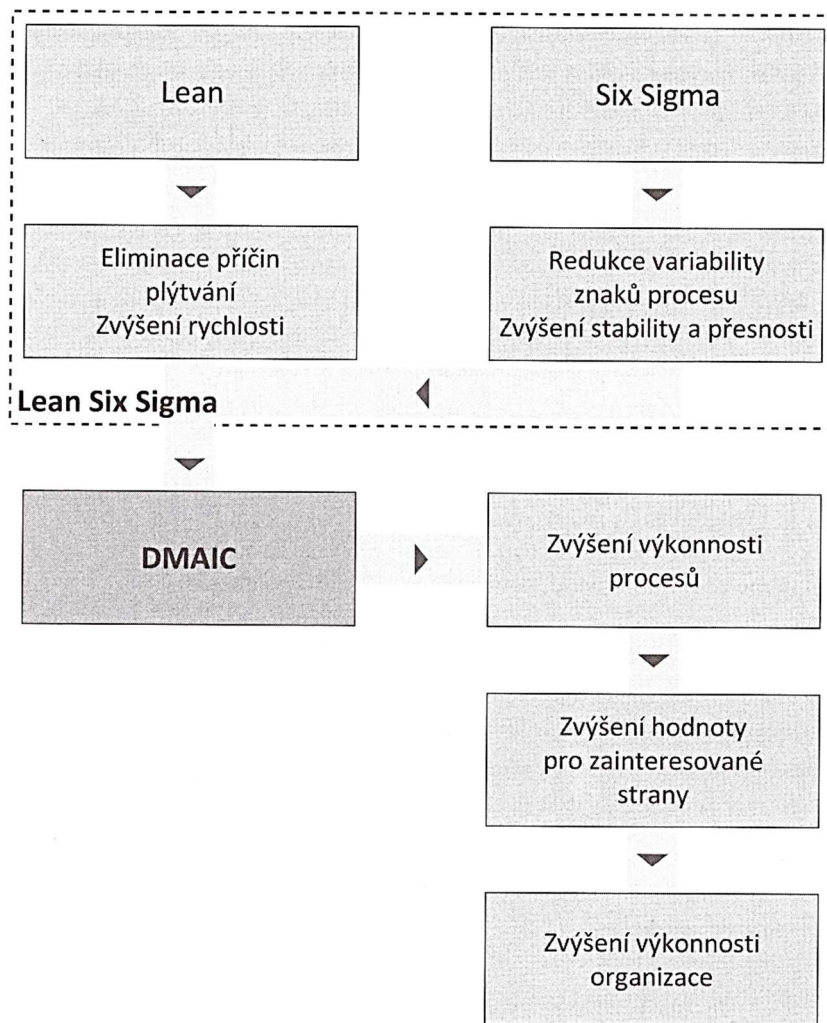 Lean
Six Sigma
Eliminace příčin
plýtvání
Zvýšení rychlosti
Redukce variability
znaků procesu
Zvýšení stability a přesnosti
Lean Six Sigma
DMAIC
Zvýšení výkonnosti
procesů
Zvýšení hodnoty
pro zainteresované
strany
Zvýšení výkonnosti
organizace